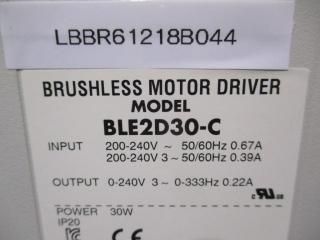 LBBR61218B044
BRUSHLESS MOTOR DRIVER
MODEL
BLE2D30-C
INPUT 200-240V ~ 50/60Hz 0.67A
200-240V 3~ 50/60Hz 0.39A
OUTPUT 0-240V 3~ 0-333Hz 0.22A
POWER 30W
IP20